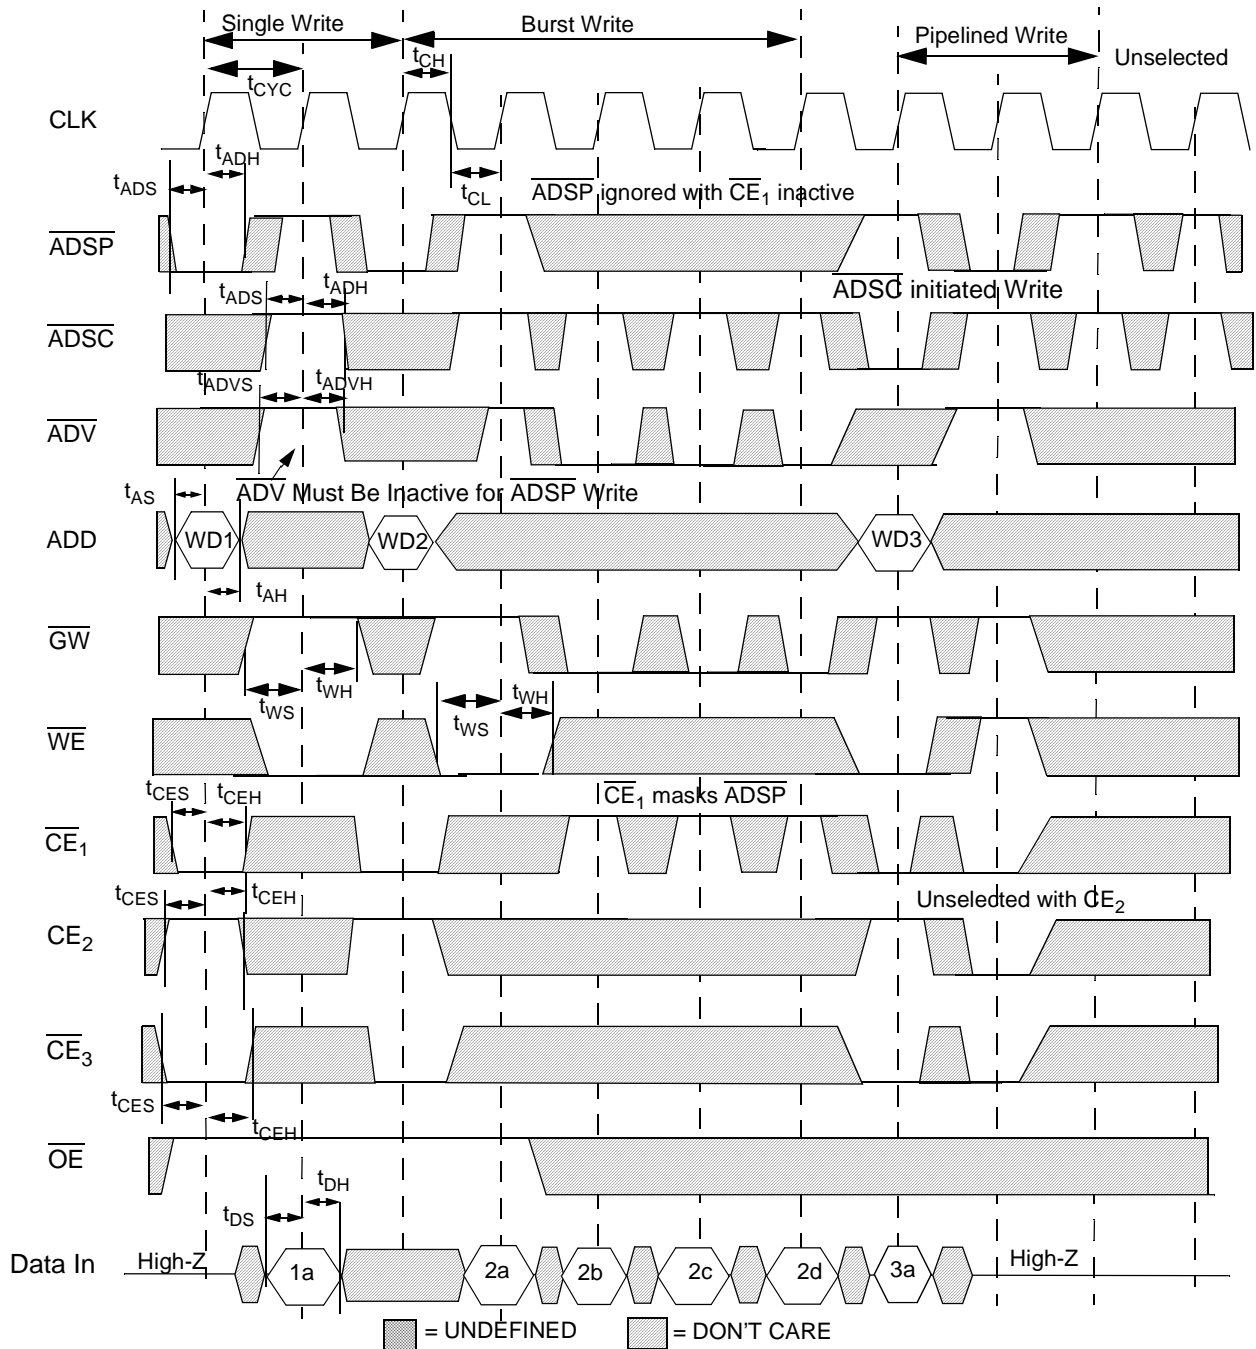 Single Write
Burst Write
Pipelined Write
Unselected
tCH
tCYC
CLK
tADH
tADS
tCL
ADSP ignored with CE1 inactive
ADSP
tADS
tADH
ADSC initiated Write
ADSC
tADVS
tADVH
ADV
ADV Must Be Inactive for ADSP Write
tAS
ADD
WD1
WD2
WD3
tAH
GW
tWS
tWH
tWS
tWH
WE
CE1 masks ADSP
tCES
tCEH
CE1
tCES
tCEH
Unselected with CE2
CE2
CE3
tCES
tCEH
OE
tDH
tDS
Data In
High-Z
1a
2a
2b
2c
2d
3a
High-Z
= UNDEFINED
= DON'T CARE